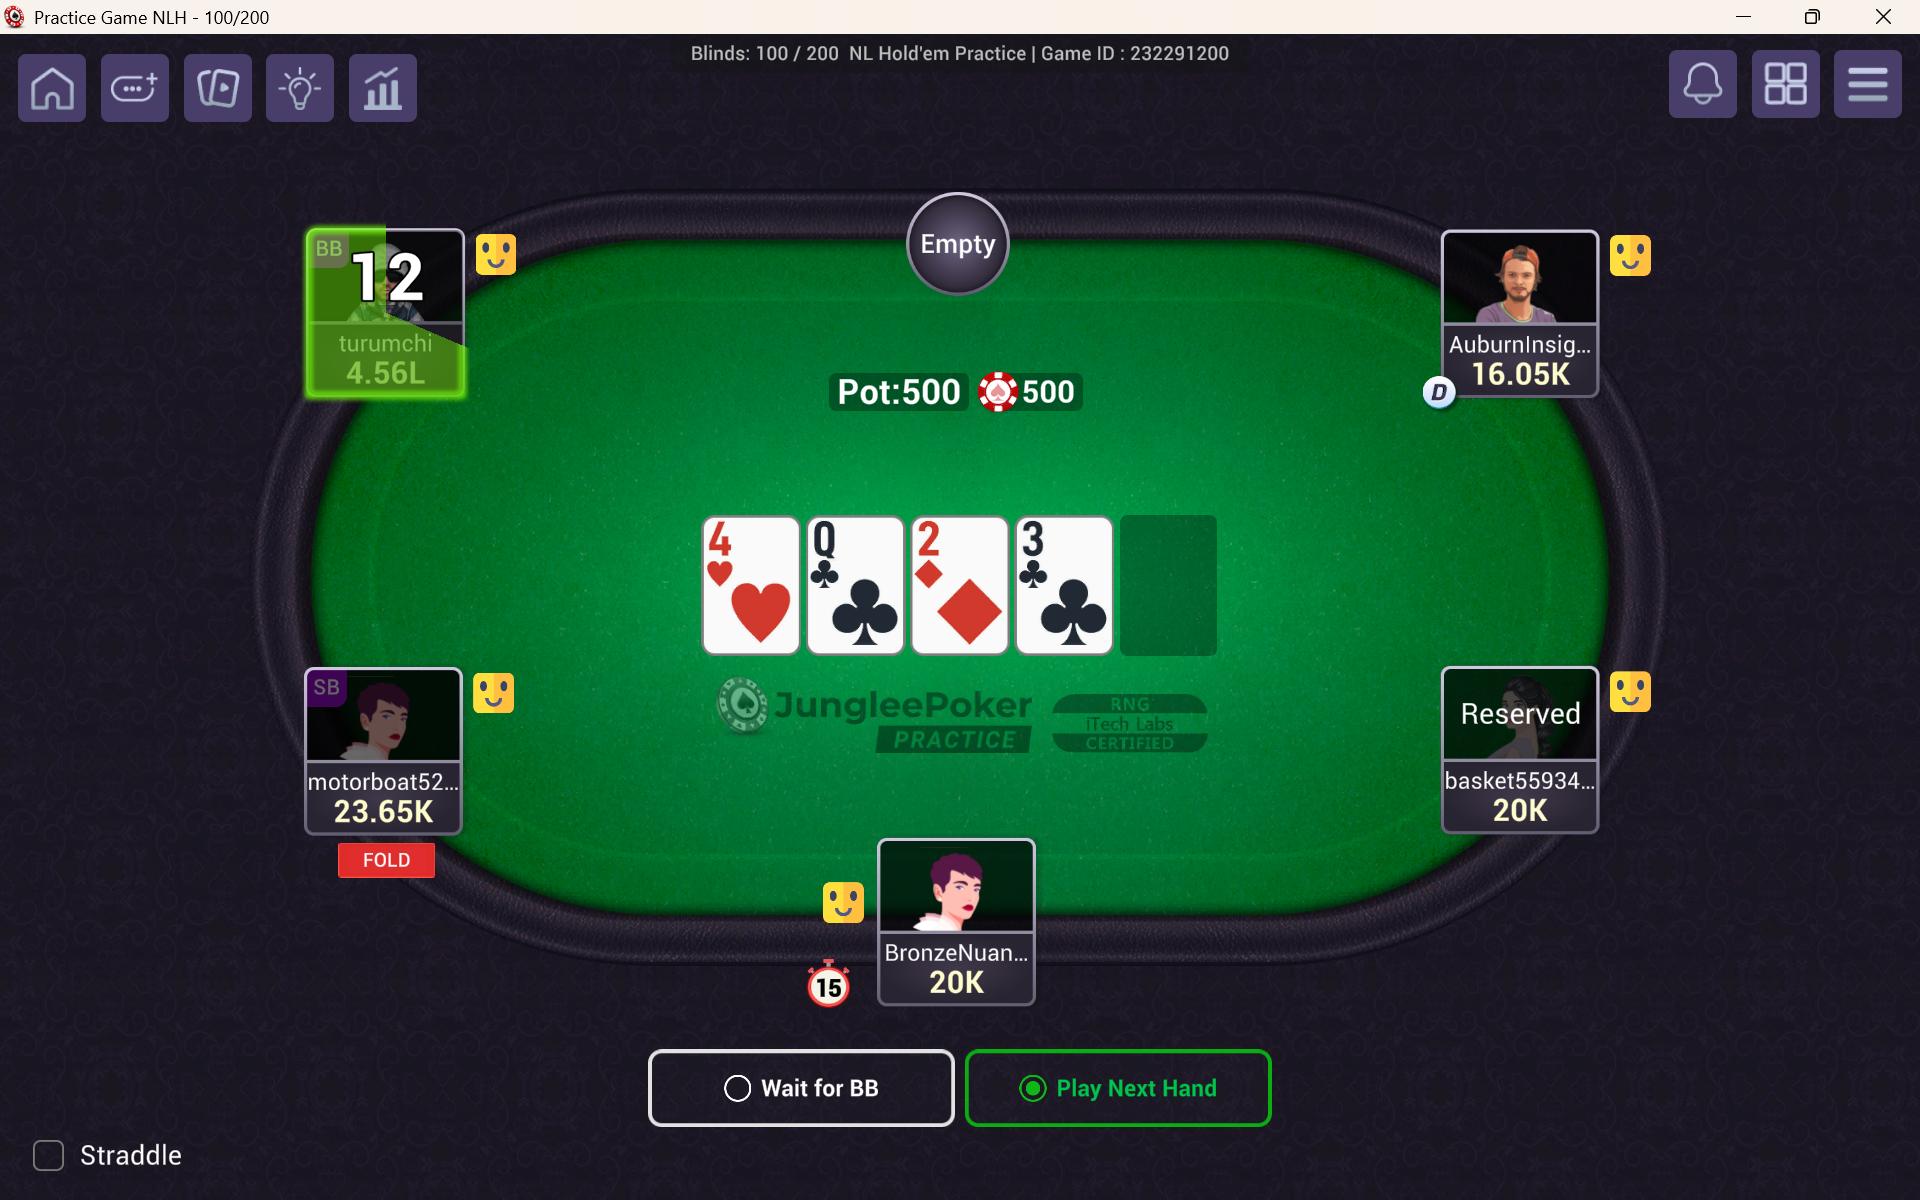 Practice Game NLH - 100/200
Blinds: 100 / 200 NL Hold'em Practice | Game ID : 232291200
BB
12
turumchi
4.56L
Empty
AuburnInsig...
16.05K
D
Pot:500
500
4
Q
2
3
SB
motorboat52...
23.65K
FOLD
JungleePoker
PRACTICE
RNG
iTech Labs
CERTIFIED
Reserved
basket55934...
20K
BronzeNuan...
20K
15
Wait for BB
Play Next Hand
Straddle